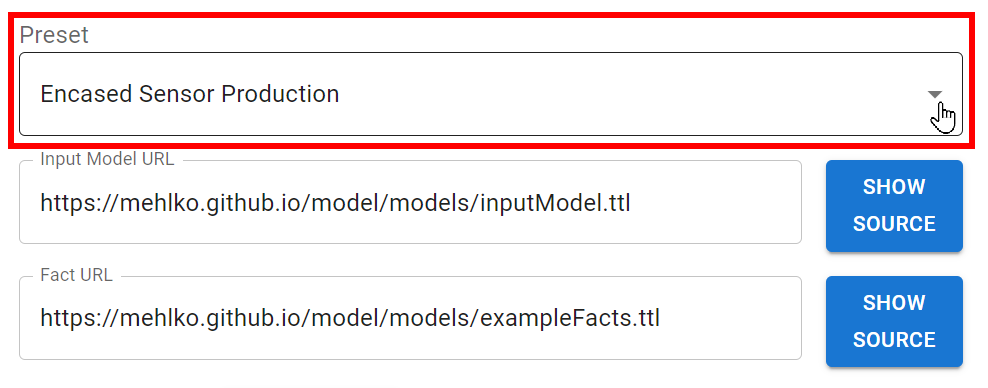 Preset
Encased Sensor Production
Input Model URL
https://mehlko.github.io/model/models/inputModel.ttl
SHOW
SOURCE
Fact URL
https://mehlko.github.io/model/models/exampleFacts.ttl
SHOW
SOURCE